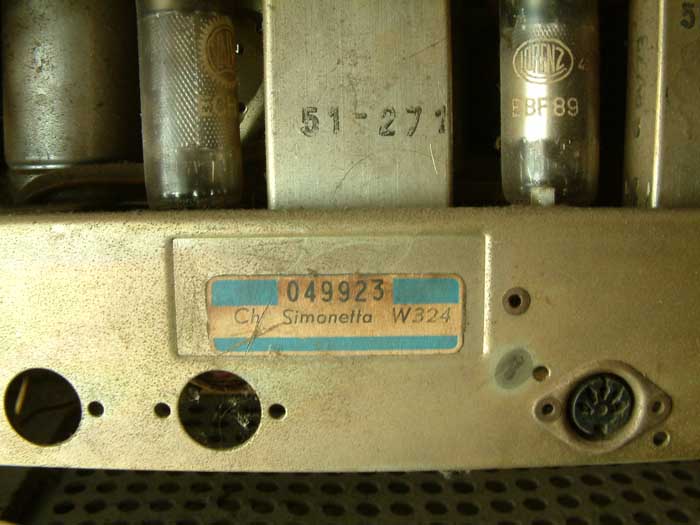 LORENZ
EBF89
51-271
049923
Ch/ Simonetta W324